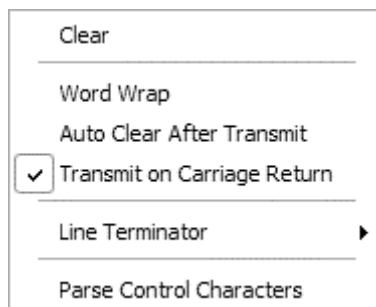 Clear
Word Wrap
Auto Clear After Transmit
Transmit on Carriage Return
Line Terminator
Parse Control Characters